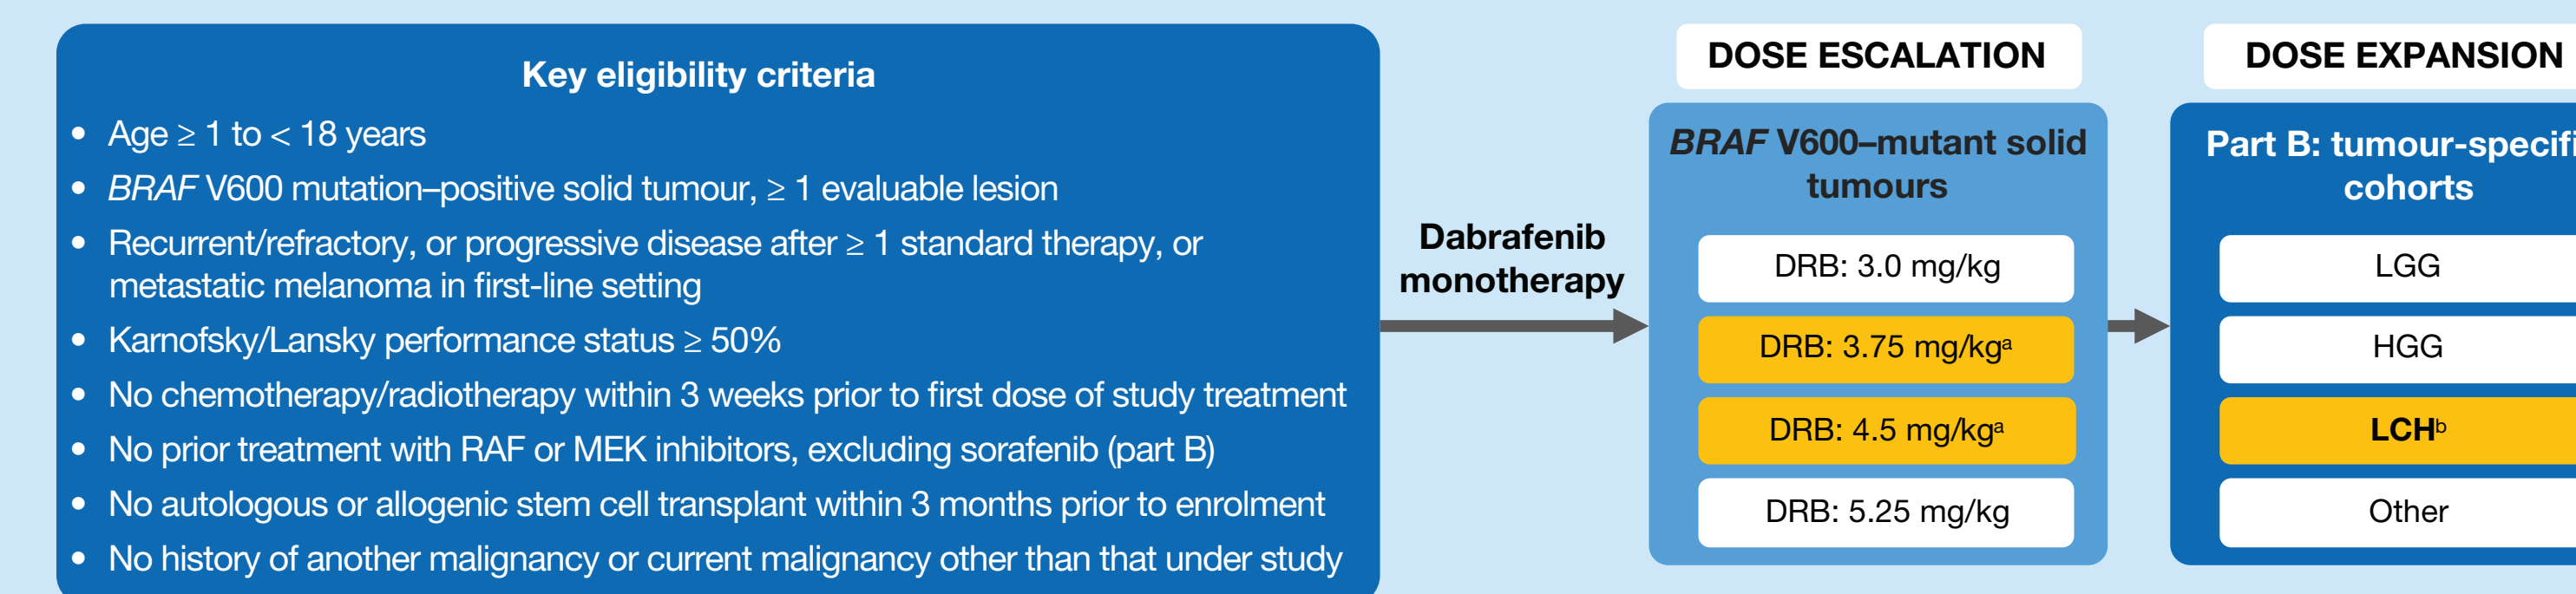 Key eligibility criteria
• Age ≥ 1 to < 18 years
• BRAF V600 mutation–positive solid tumour, ≥ 1 evaluable lesion
• Recurrent/refractory, or progressive disease after ≥ 1 standard therapy, or
metastatic melanoma in first-line setting
• Karnofsky/Lansky performance status ≥ 50%
• No chemotherapy/radiotherapy within 3 weeks prior to first dose of study treatment
• No prior treatment with RAF or MEK inhibitors, excluding sorafenib (part B)
• No autologous or allogenic stem cell transplant within 3 months prior to enrolment
• No history of another malignancy or current malignancy other than that under study
Dabrafenib
monotherapy
DOSE ESCALATION
BRAF V600–mutant solid
tumours
DRB: 3.0 mg/kg
DRB: 3.75 mg/kgᵃ
DRB: 4.5 mg/kgᵃ
DRB: 5.25 mg/kg
DOSE EXPANSION
Part B: tumour-specifi
cohorts
LGG
HGG
LCHᵇ
Other